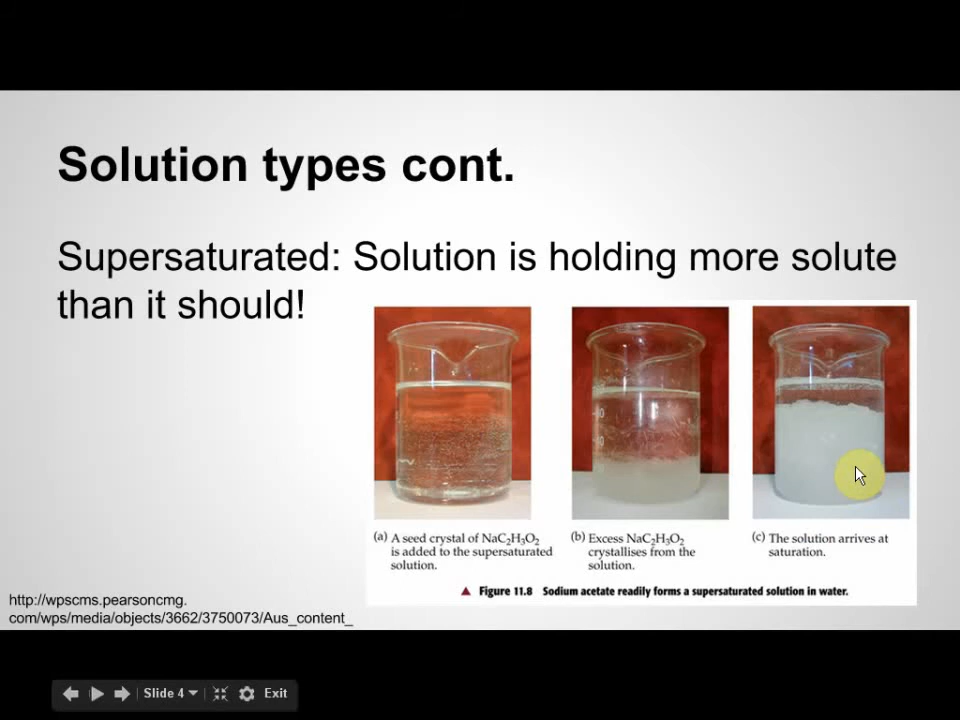 Solution types cont.
Supersaturated: Solution is holding more solute
than it should!
(a) A seed crystal of NaC₂H₃O₂
is added to the supersaturated
solution.
(b) Excess NaC₂H₃O₂
crystallises from the
solution.
(c) The solution arrives at
saturation.
▲ Figure 11.8 Sodium acetate readily forms a supersaturated solution in water.
http://wpscms.pearsoncmg.
com/wps/media/objects/3662/3750073/Aus_content_
Slide 4 Exit